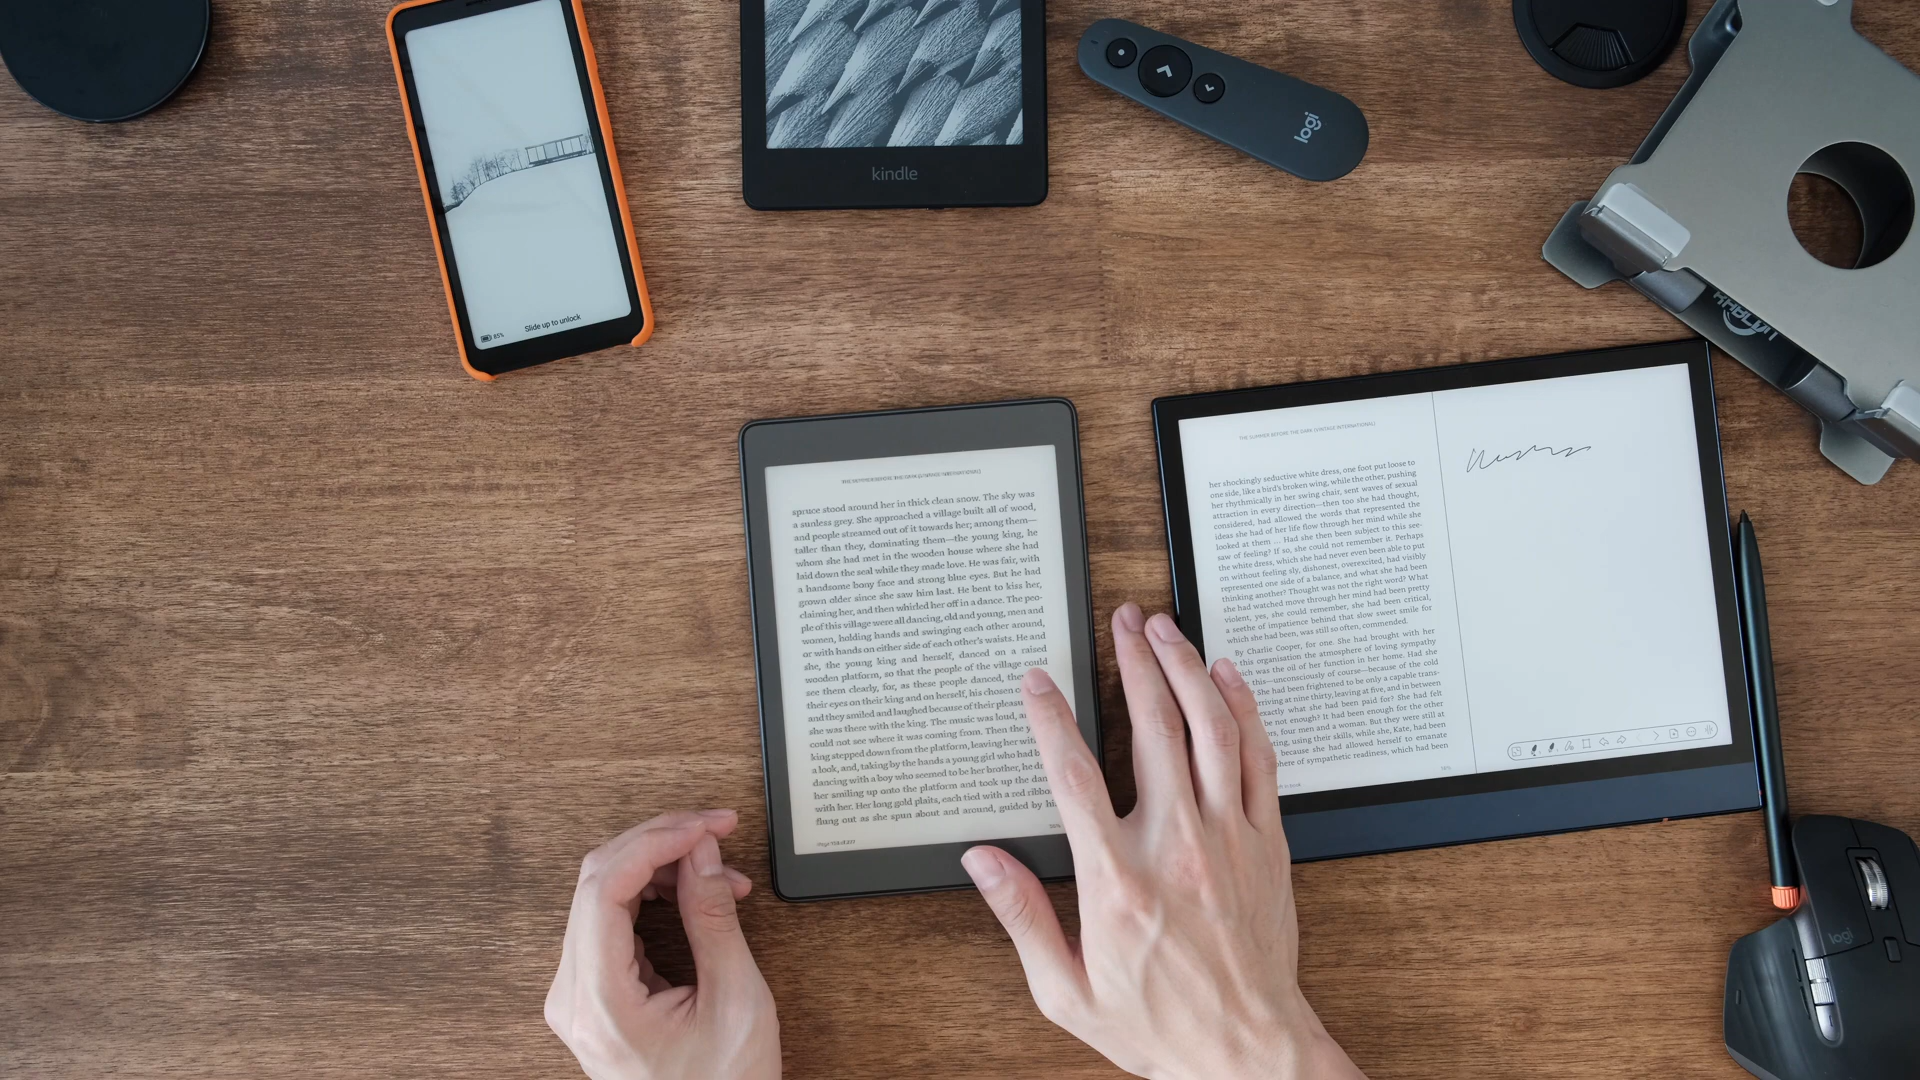 85%
Slide up to unlock
kindle
logi
THE SUMMER BEFORE THE DARK (VINTAGE INTERNATIONAL)
spruce stood around her in thick clean snow. The sky was
a sunless grey. She approached a village built all of wood,
and people streamed out of it towards her; among them—
taller than they, dominating them—the young king, he
whom she had met in the wooden house where she had
laid down the seal while they made love. He was fair, with
a handsome bony face and strong blue eyes. But he had
grown older since she saw him last. He bent to kiss her,
claiming her, and then whirled her off in a dance. The peo-
ple of this village were all dancing, old and young, men and
women, holding hands and swinging each other around,
or with hands on either side of each other's waists. He and
she, the young king and herself, danced on a raised
wooden platform, so that the people of the village could
see them clearly, for, as these people danced,
their eyes on their king and on herself, his chosen
and they smiled and laughed because of their
she was there with the king. The music was loud,
could not see where it was coming from. Then the
king stepped down from the platform, leaving her
a look, and, taking by the hands a young girl who had
dancing with a boy who seemed to be her brother, he
her smiling up onto the platform and took up the
with her. Her long gold plaits, each tied with a red
flung out as she spun about and around, guided by
THE SUMMER BEFORE THE DARK (VINTAGE INTERNATIONAL)
her shockingly seductive white dress, one foot put loose to
one side, like a bird's broken wing, while the other, pushing
her rhythmically in her swing chair, sent waves of sexual
attraction in every direction—then too she had thought,
considered, had allowed the words that represented the
ideas she had of her life flow through her mind while she
looked at them ... Had she then been subject to this see-
saw of feeling? If so, she could not remember it. Perhaps
the white dress, which she had never even been able to put
on without feeling sly, dishonest, overexcited, had visibly
represented one side of a balance, and what she had been
thinking another? Thought was not the right word? What
she had watched move through her mind had been pretty
violent, yes, she could remember, she had been critical,
a seethe of impatience behind that slow sweet smile for
which she had been, was still so often, commended.
By Charlie Cooper, for one. She had brought with her
this organisation the atmosphere of loving sympathy
which was the oil of her function in her home. Had she
this—unconsciously of course—because of the cold
She had been frightened to be only a capable trans-
arriving at nine thirty, leaving at five, and in between
exactly what she had been paid for? She had felt
be not enough? It had been enough for the other
four men and a woman. But they were still at
using their skills, while she, Kate, had been
because she had allowed herself to emanate
of sympathetic readiness, which had been
logi